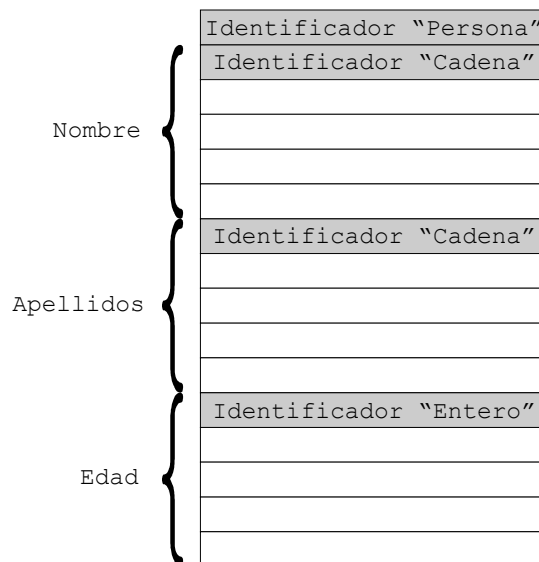 Identificador “Persona”
Identificador “Cadena”
Nombre
Identificador “Cadena”
Apellidos
Identificador “Entero”
Edad